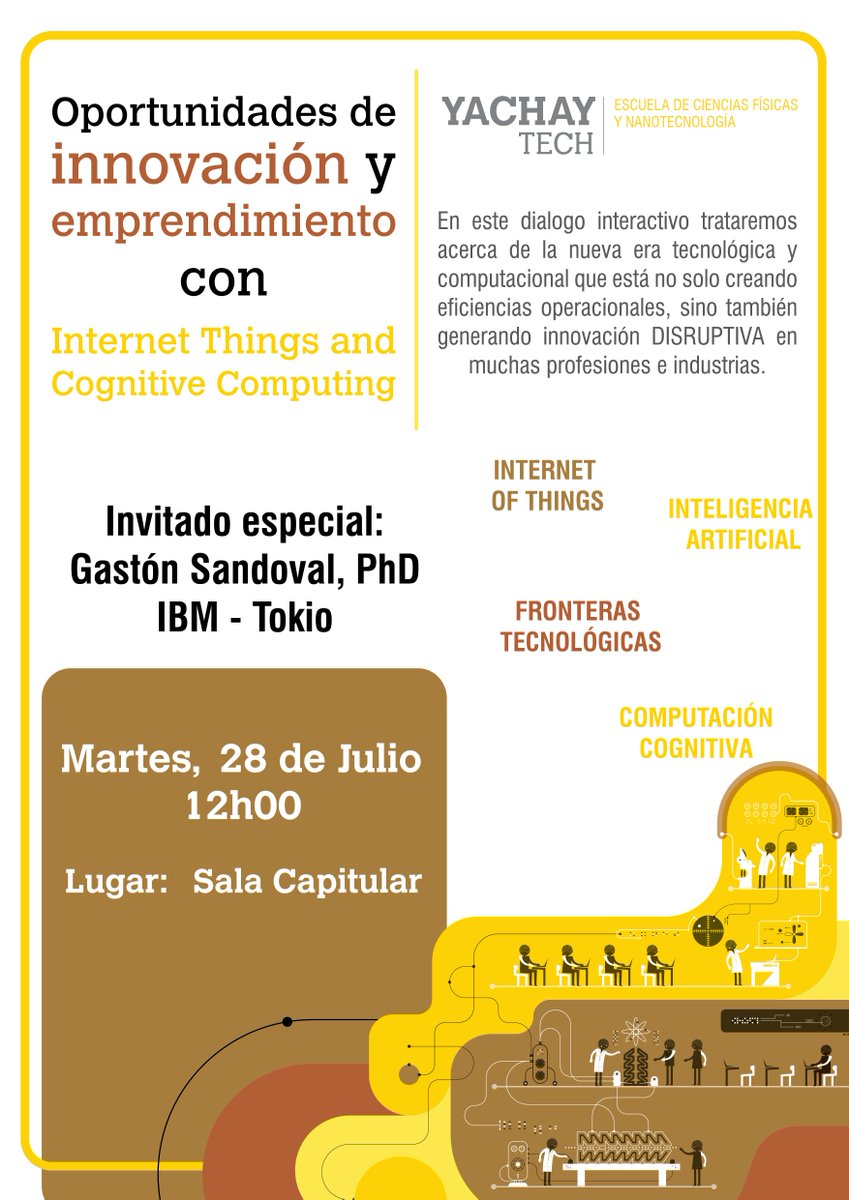 Oportunidades de
innovación y
emprendimiento
con
Internet Things and
Cognitive Computing
YACHAY
TECH
ESCUELA DE CIENCIAS FÍSICAS
Y NANOTECNOLOGÍA
En este dialogo interactivo trataremos
acerca de la nueva era tecnológica y
computacional que está no solo creando
eficiencias operacionales, sino también
generando innovación DISRUPTIVA en
muchas profesiones e industrias.
INTERNET
OF THINGS
INTELIGENCIA
ARTIFICIAL
FRONTERAS
TECNOLÓGICAS
COMPUTACIÓN
COGNITIVA
Invitado especial:
Gastón Sandoval, PhD
IBM - Tokio
Martes, 28 de Julio
12h00
Lugar: Sala Capitular